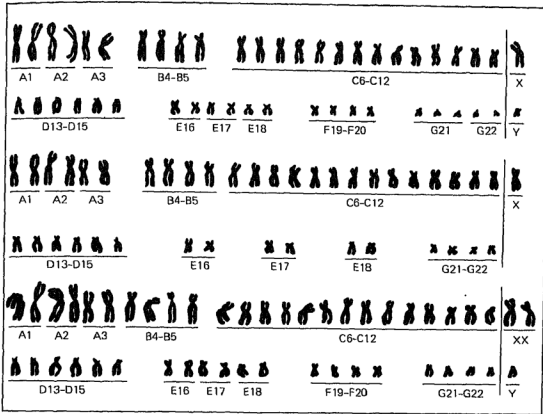 A1 A2 A3 B4-B5 C6-C12 X
D13-D15 E16 E17 E18 F19-F20 G21 G22 Y
A1 A2 A3 B4-B5 C6-C12 X
D13-D15 E16 E17 E18 G21-G22
A1 A2 A3 B4-B5 C6-C12 XX
D13-D15 E16 E17 E18 F19-F20 G21-G22 Y